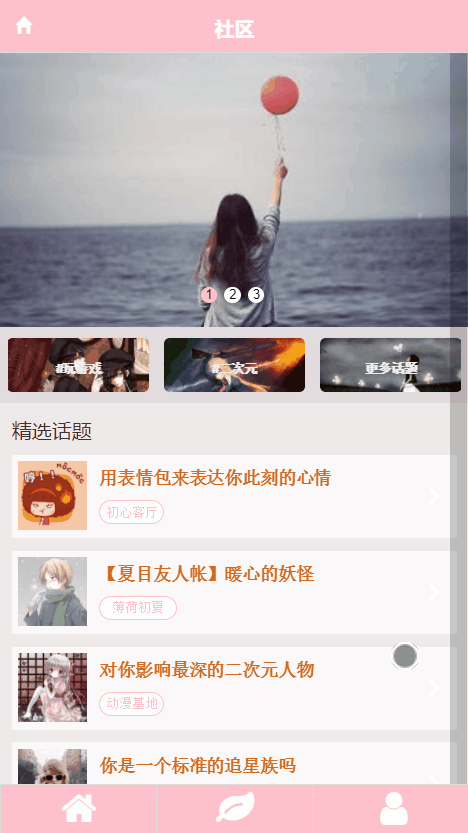 社区
1 2 3
#玩游戏
#二次元
更多话题
精选话题
用表情包来表达你此刻的心情
初心客厅
【夏目友人帐】暖心的妖怪
薄荷初夏
对你影响最深的二次元人物
动漫基地
你是一个标准的追星族吗